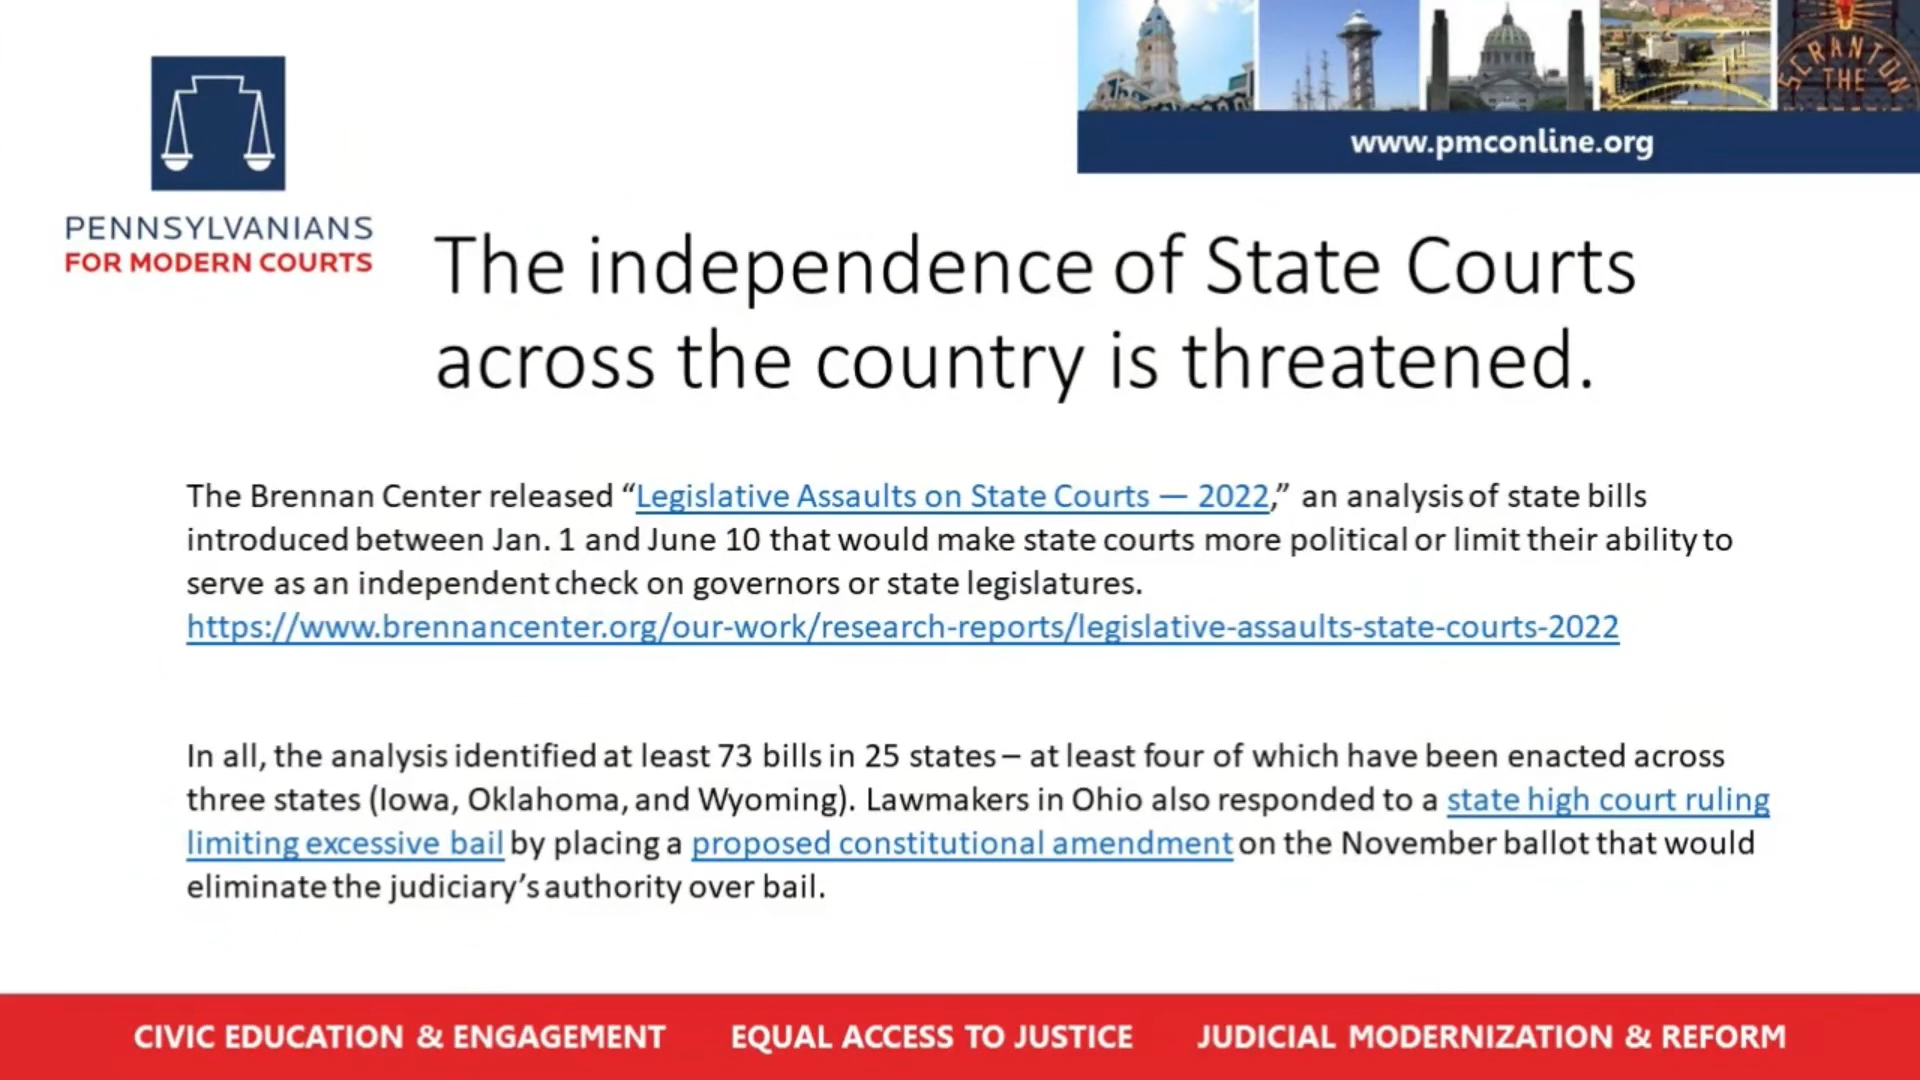 SCRANTON
THE
www.pmconline.org
PENNSYLVANIANS
FOR MODERN COURTS
The independence of State Courts
across the country is threatened.
The Brennan Center released “Legislative Assaults on State Courts — 2022,” an analysis of state bills
introduced between Jan. 1 and June 10 that would make state courts more political or limit their ability to
serve as an independent check on governors or state legislatures.
https://www.brennancenter.org/our-work/research-reports/legislative-assaults-state-courts-2022
In all, the analysis identified at least 73 bills in 25 states – at least four of which have been enacted across
three states (Iowa, Oklahoma, and Wyoming). Lawmakers in Ohio also responded to a state high court ruling
limiting excessive bail by placing a proposed constitutional amendment on the November ballot that would
eliminate the judiciary’s authority over bail.
CIVIC EDUCATION & ENGAGEMENT EQUAL ACCESS TO JUSTICE JUDICIAL MODERNIZATION & REFORM